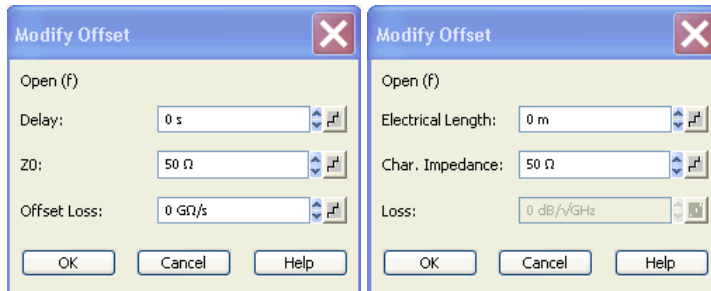 Modify Offset
Open (f)
Delay: 0 s
Z0: 50 Ω
Offset Loss: 0 GΩ/s
OK Cancel Help
Modify Offset
Open (f)
Electrical Length: 0 m
Char. Impedance: 50 Ω
Loss: 0 dB/√GHz
OK Cancel Help